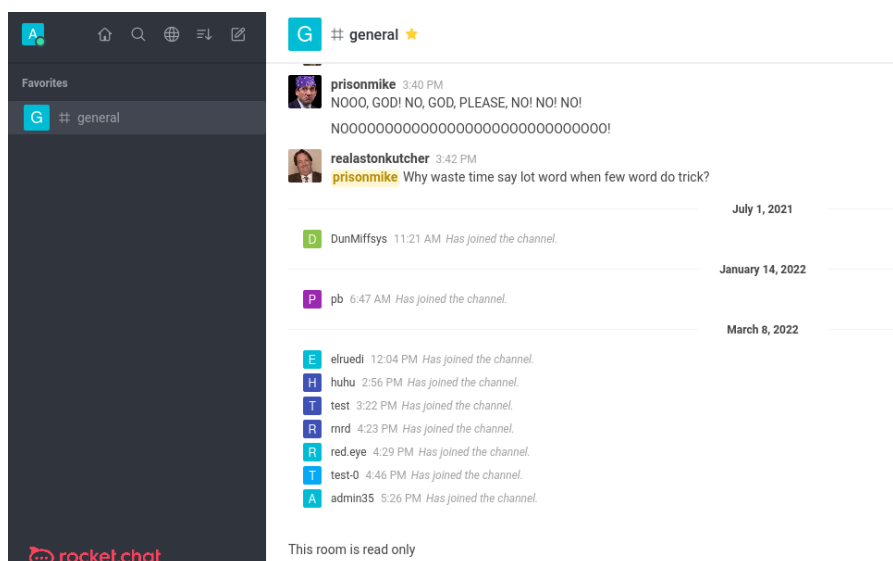 A
G # general
Favorites
G # general
prisonmike 3:40 PM
NOOO, GOD! NO, GOD, PLEASE, NO! NO! NO!
NOOOOOOOOOOOOOOOOOOOOOOOOOOOOOOO!
realastonkutcher 3:42 PM
prisonmike Why waste time say lot word when few word do trick?
July 1, 2021
D DunMiffsys 11:21 AM Has joined the channel.
January 14, 2022
P pb 6:47 AM Has joined the channel.
March 8, 2022
E elruedi 12:04 PM Has joined the channel.
H huhu 2:56 PM Has joined the channel.
T test 3:22 PM Has joined the channel.
R rnrd 4:23 PM Has joined the channel.
R red.eye 4:29 PM Has joined the channel.
T test-0 4:46 PM Has joined the channel.
A admin35 5:26 PM Has joined the channel.
This room is read only
rocket.chat